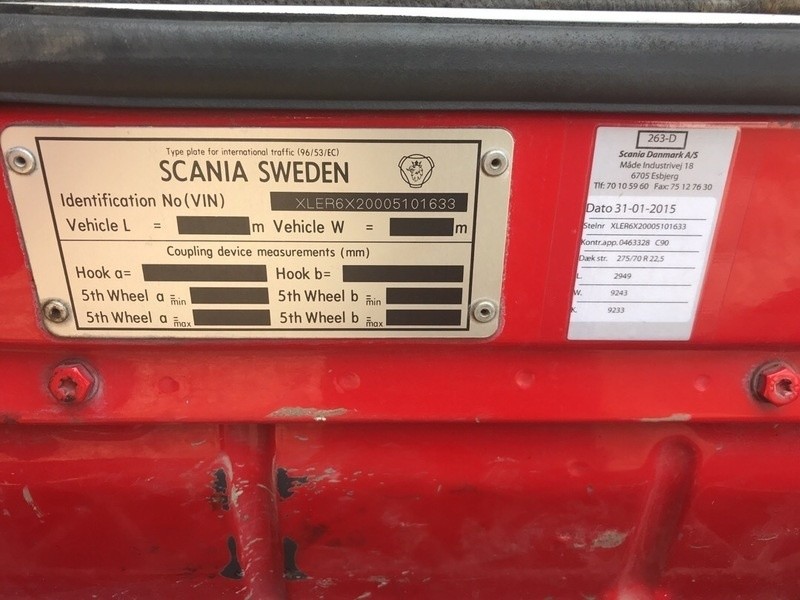 Type plate for international traffic (96/53/EC)
SCANIA SWEDEN
Identification No (VIN) XLER6X20005101633
Vehicle L = m Vehicle W = m
Coupling device measurements (mm)
Hook a= Hook b=
5th Wheel a = min 5th Wheel b = min
5th Wheel a = max 5th Wheel b = max
263-D
Scania Danmark A/S
Måde Industrivej 18
6705 Esbjerg
Tlf: 70 10 59 60 Fax: 75 12 76 30
Dato 31-01-2015
Stelnr XLER6X20005101633
Kontr.app. 0463328 C90
Dæk str. 275/70 R 22,5
L. 2949
W. 9243
K. 9233